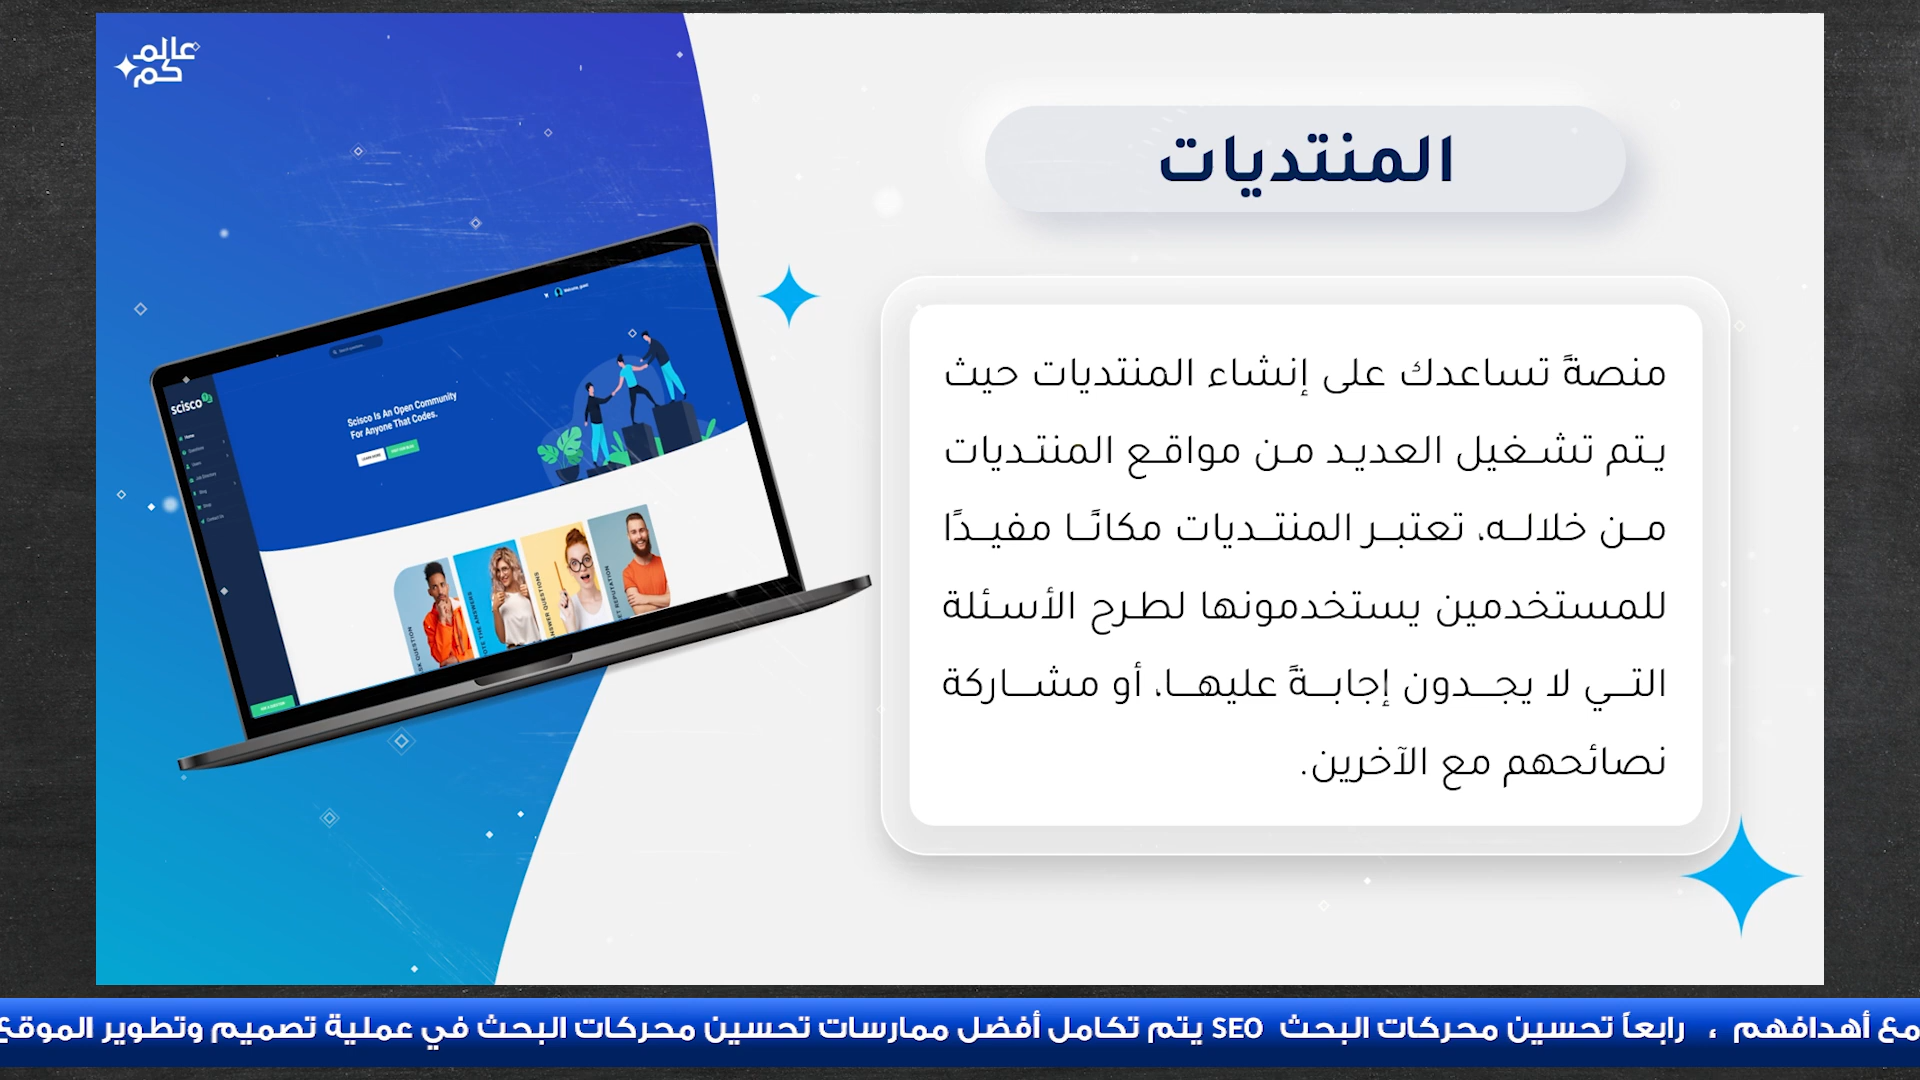 عالم
كم
المنتديات
منصةً تساعدك على إنشاء المنتديات حيث
يتم تشغيل العديد من مواقع المنتديات
من خلاله، تعتبر المنتديات مكانًا مفيدًا
للمستخدمين يستخدمونها لطرح الأسئلة
التي لا يجدون إجابةً عليها، أو مشاركة
نصائحهم مع الآخرين.
scisco
Home
Scisco Is An Open Community
For Anyone That Codes.
LEARN MORE
مع أهدافهم ، رابعاً تحسين محركات البحث SEO يتم تكامل أفضل ممارسات تحسين محركات البحث في عملية تصميم وتطوير الموقع